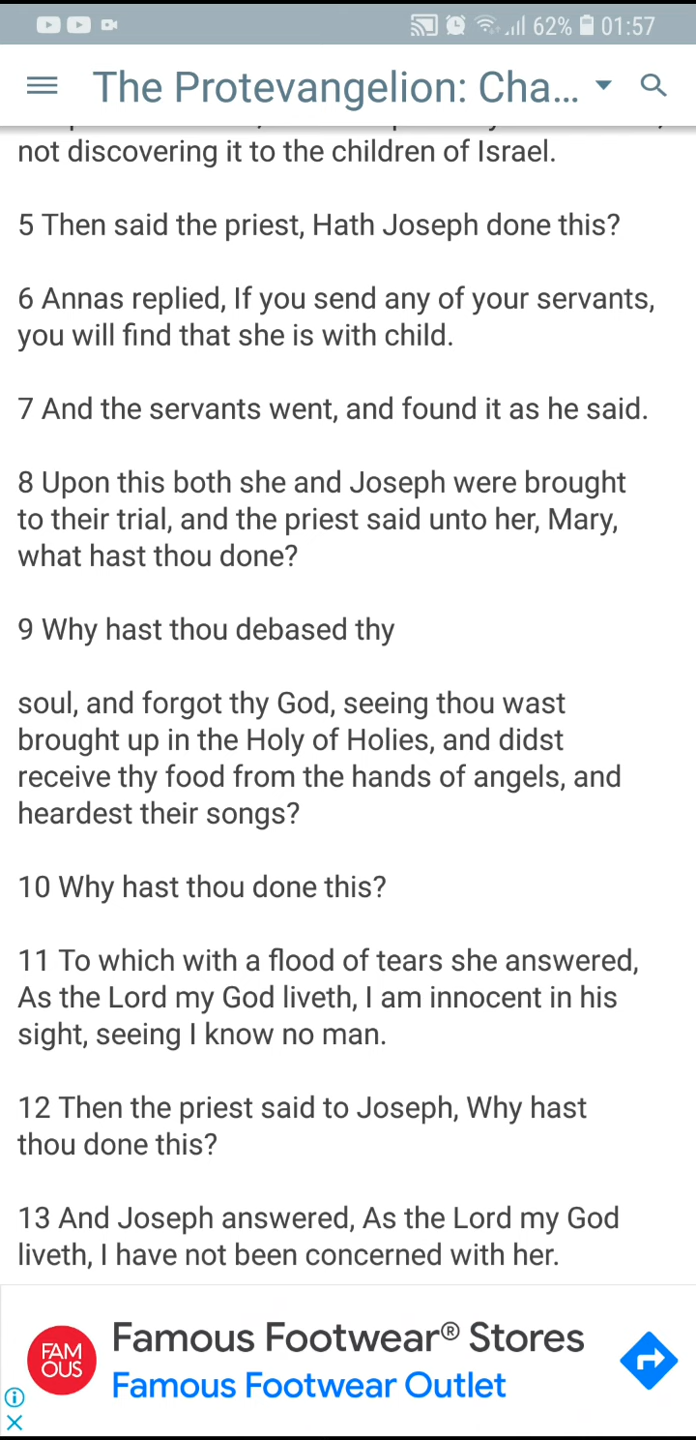 62% 01:57
The Protevangelion: Cha...
not discovering it to the children of Israel.
5 Then said the priest, Hath Joseph done this?
6 Annas replied, If you send any of your servants,
you will find that she is with child.
7 And the servants went, and found it as he said.
8 Upon this both she and Joseph were brought
to their trial, and the priest said unto her, Mary,
what hast thou done?
9 Why hast thou debased thy
soul, and forgot thy God, seeing thou wast
brought up in the Holy of Holies, and didst
receive thy food from the hands of angels, and
heardest their songs?
10 Why hast thou done this?
11 To which with a flood of tears she answered,
As the Lord my God liveth, I am innocent in his
sight, seeing I know no man.
12 Then the priest said to Joseph, Why hast
thou done this?
13 And Joseph answered, As the Lord my God
liveth, I have not been concerned with her.
FAM
OUS
Famous Footwear® Stores
Famous Footwear Outlet